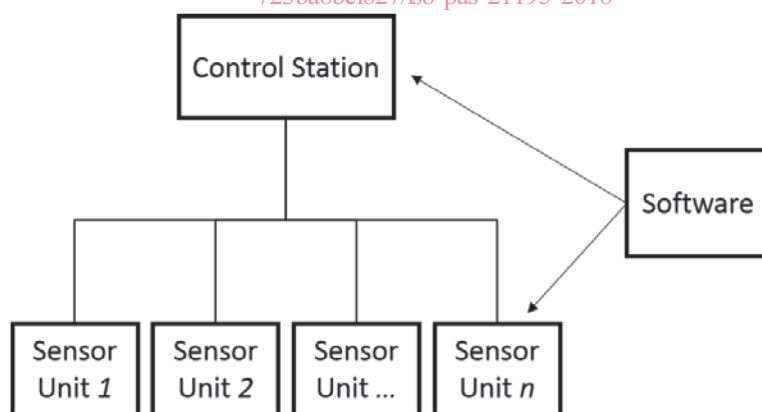 Control Station
Software
Sensor
Unit 1
Sensor
Unit 2
Sensor
Unit ...
Sensor
Unit n